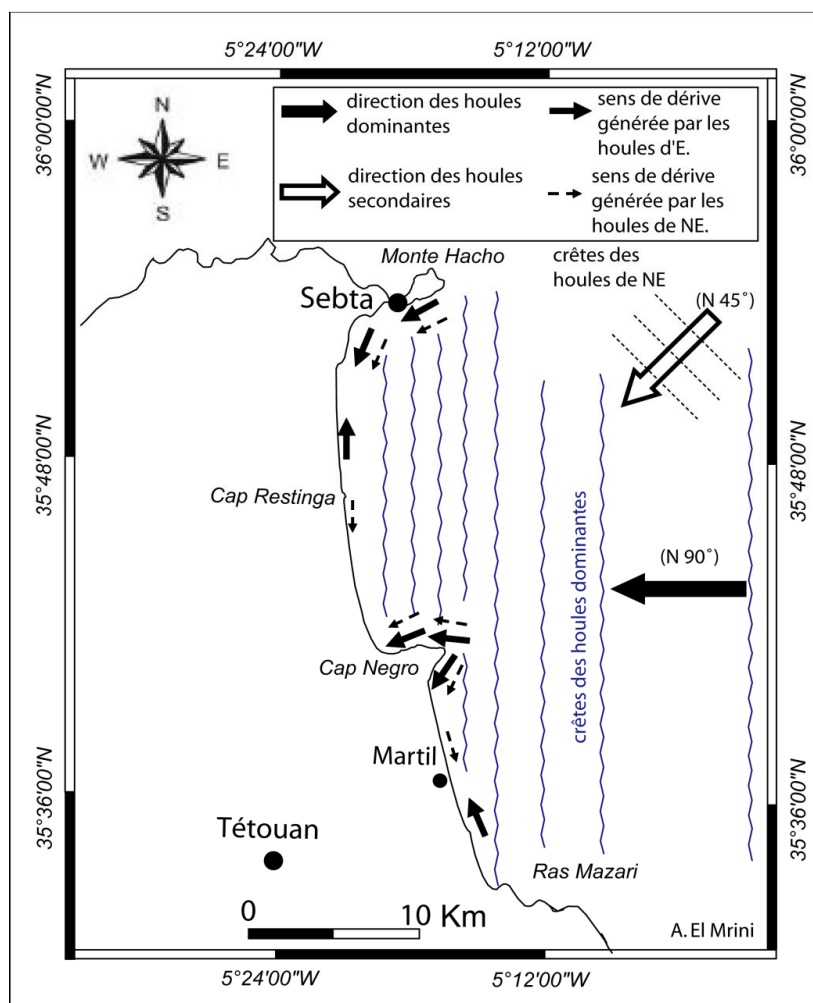 5°24'00"W
5°12'00"W
36°00'00"N
36°00'00"N
N
W
E
S
direction des houles
dominantes
sens de dérive
générée par les
houles d'E.
direction des houles
secondaires
sens de dérive
générée par les
houles de NE.
Monte Hacho
crêtes des
houles de NE
Sebta
(N 45°)
35°48'00"N
35°48'00"N
Cap Restinga
crêtes des houles dominantes
(N 90°)
Cap Negro
Martil
35°36'00"N
35°36'00"N
Tétouan
Ras Mazari
0
10 Km
A. El Mrini
5°24'00"W
5°12'00"W